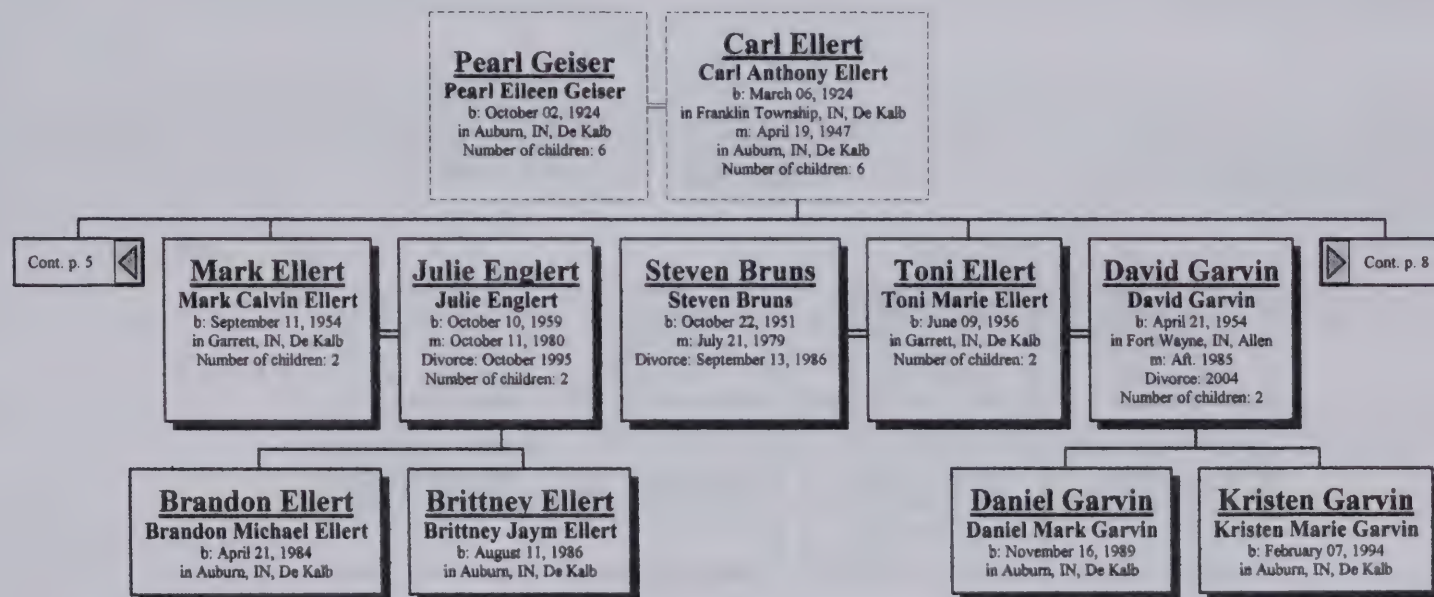 Pearl Geiser
Pearl Eileen Geiser
b: October 02, 1924
in Auburn, IN, De Kalb
Number of children: 6
Carl Ellert
Carl Anthony Ellert
b: March 06, 1924
in Franklin Township, IN, De Kalb
m: April 19, 1947
in Auburn, IN, De Kalb
Number of children: 6
Cont. p. 5
Mark Ellert
Mark Calvin Ellert
b: September 11, 1954
in Garrett, IN, De Kalb
Number of children: 2
Julie Englert
Julie Englert
b: October 10, 1959
m: October 11, 1980
Divorce: October 1995
Number of children: 2
Steven Bruns
Steven Bruns
b: October 22, 1951
m: July 21, 1979
Divorce: September 13, 1986
Toni Ellert
Toni Marie Ellert
b: June 09, 1956
in Garrett, IN, De Kalb
Number of children: 2
David Garvin
David Garvin
b: April 21, 1954
in Fort Wayne, IN, Allen
m: Aft. 1985
Divorce: 2004
Number of children: 2
Cont. p. 8
Brandon Ellert
Brandon Michael Ellert
b: April 21, 1984
in Auburn, IN, De Kalb
Brittney Ellert
Brittney Jaym Ellert
b: August 11, 1986
in Auburn, IN, De Kalb
Daniel Garvin
Daniel Mark Garvin
b: November 16, 1989
in Auburn, IN, De Kalb
Kristen Garvin
Kristen Marie Garvin
b: February 07, 1994
in Auburn, IN, De Kalb